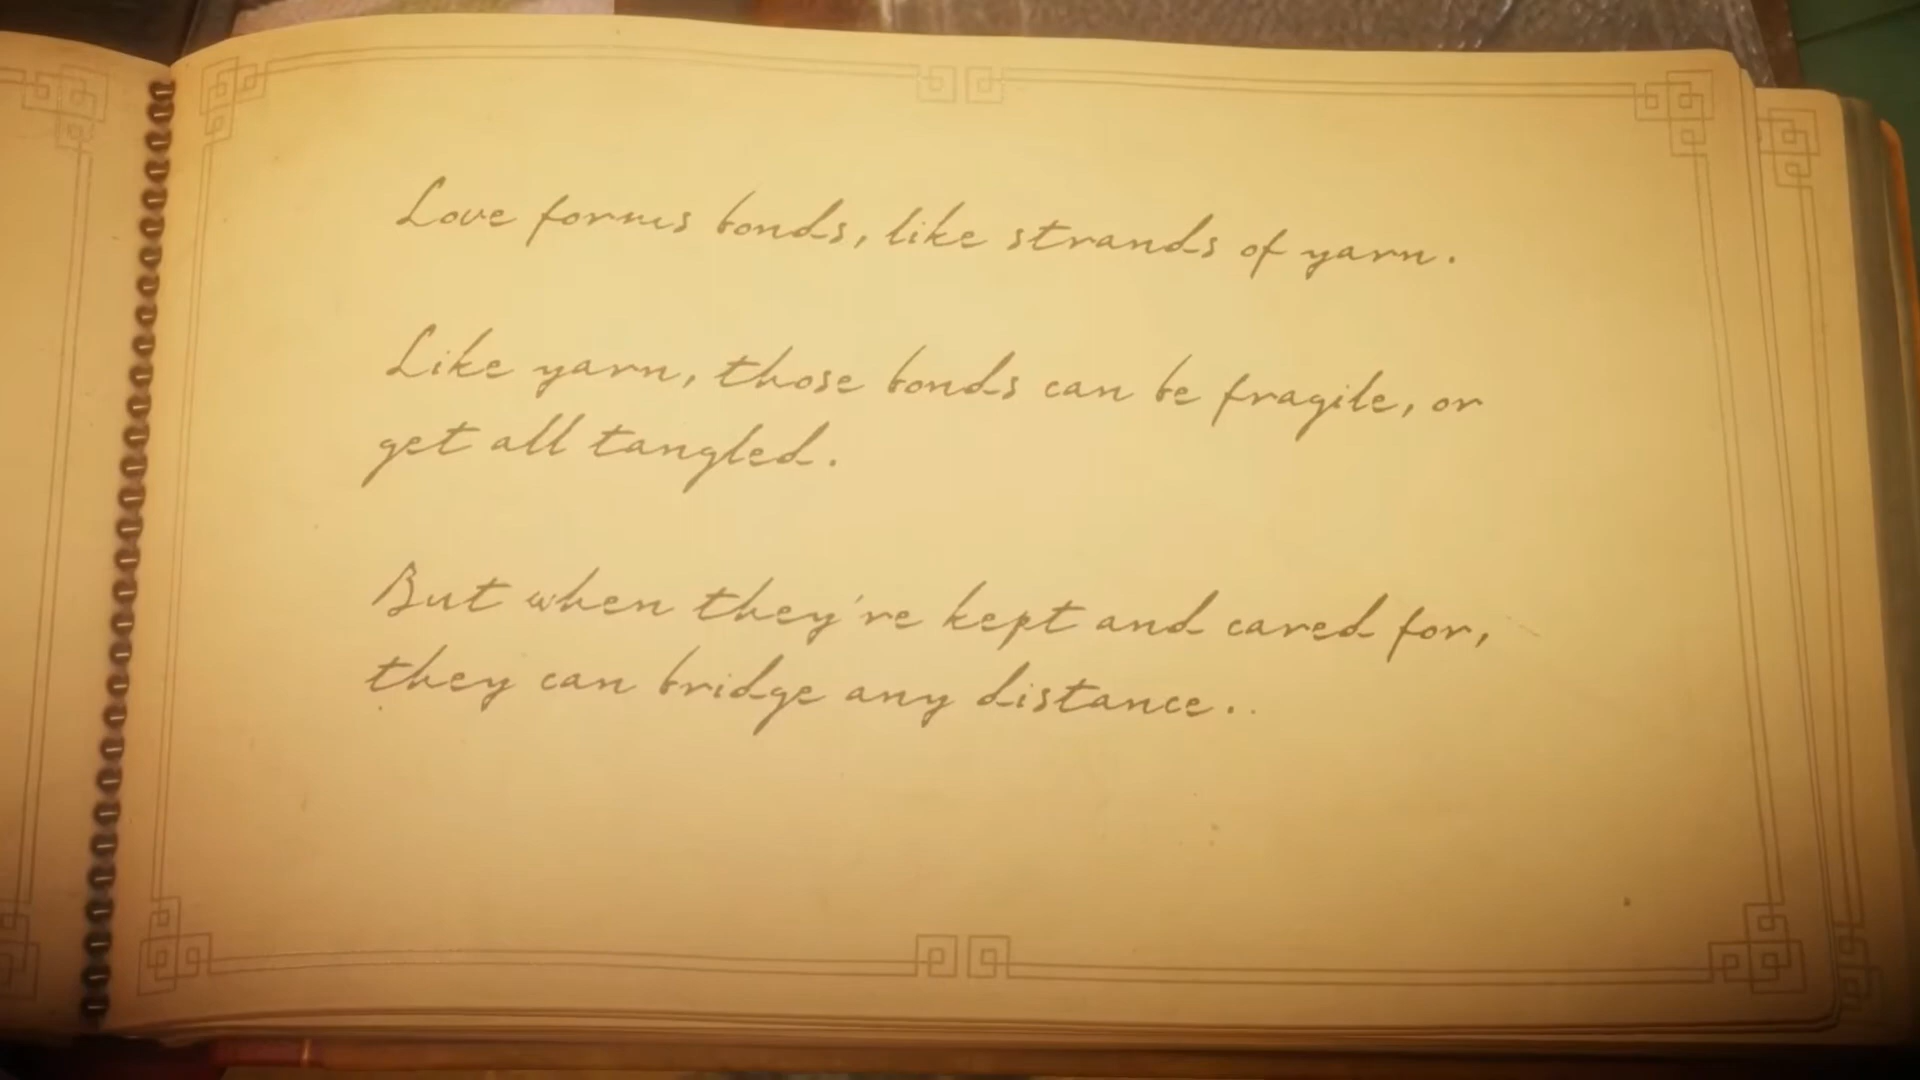 Love forms bonds, like strands of yarn.
Like yarn, those bonds can be fragile, or
get all tangled.
But when they're kept and cared for,
they can bridge any distance..